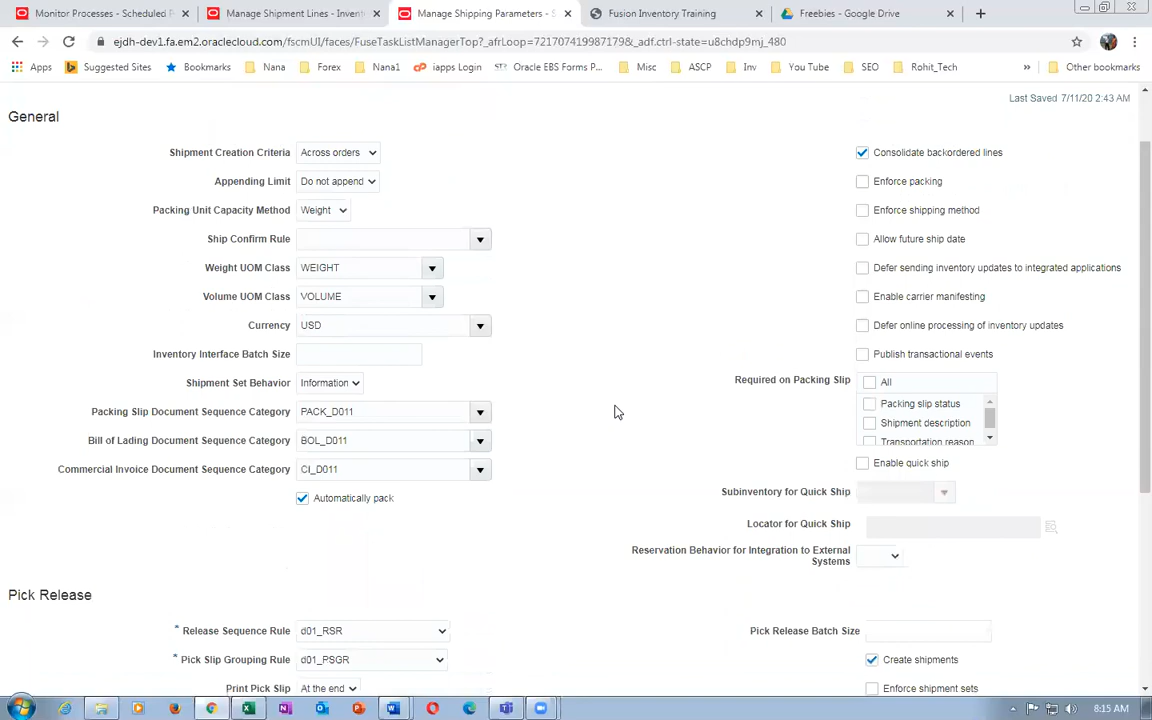 Monitor Processes - Scheduled P
Manage Shipment Lines - Invent
Manage Shipping Parameters - S
Fusion Inventory Training
Freebies - Google Drive
ejdh-dev1.fa.em2.oraclecloud.com/fscmUI/faces/FuseTaskListManagerTop?_afrLoop=7217074199879179&_adf.ctrl-state=u8chdp9mj_480
Apps
Suggested Sites
Bookmarks
Nana
Forex
Nana1
iapps Login
Oracle EBS Forms P...
Misc
ASCP
Inv
You Tube
SEO
Rohit_Tech
»
Other bookmarks
Last Saved 7/11/20 2:43 AM
General
Shipment Creation Criteria Across orders
Consolidate backordered lines
Appending Limit Do not append
Enforce packing
Packing Unit Capacity Method Weight
Enforce shipping method
Ship Confirm Rule
Allow future ship date
Weight UOM Class WEIGHT
Defer sending inventory updates to integrated applications
Volume UOM Class VOLUME
Enable carrier manifesting
Currency USD
Defer online processing of inventory updates
Inventory Interface Batch Size
Publish transactional events
Shipment Set Behavior Information
Required on Packing Slip All
Packing Slip Document Sequence Category PACK_D011
Packing slip status
Shipment description
Bill of Lading Document Sequence Category BOL_D011
Transportation reason
Commercial Invoice Document Sequence Category CI_D011
Enable quick ship
Automatically pack
Subinventory for Quick Ship
Locator for Quick Ship
Reservation Behavior for Integration to External
Systems
Pick Release
* Release Sequence Rule d01_RSR
Pick Release Batch Size
* Pick Slip Grouping Rule d01_PSGR
Create shipments
Print Pick Slip At the end
Enforce shipment sets
8:15 AM